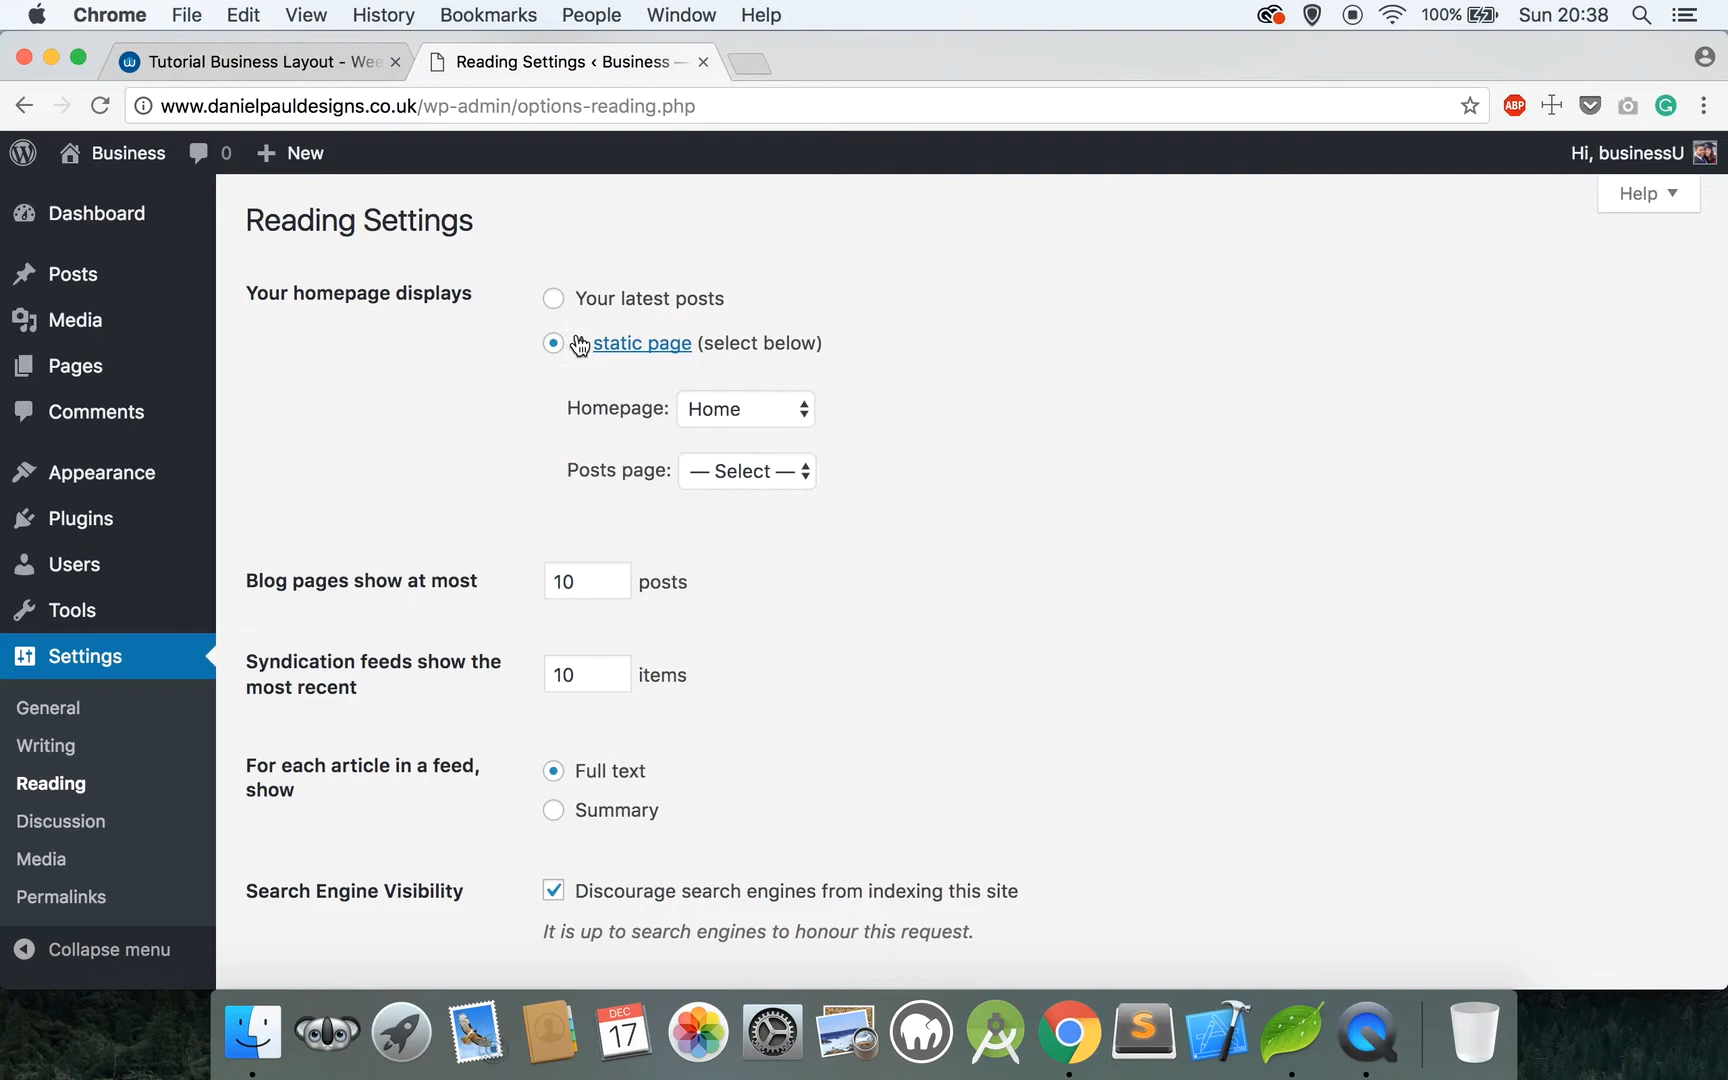 Chrome File Edit View History Bookmarks People Window Help 100% Sun 20:38
Tutorial Business Layout - Wee Reading Settings ‹ Business —
www.danielpauldesigns.co.uk/wp-admin/options-reading.php ABP G
Business 0 New Hi, businessU
Help
Dashboard
Posts
Media
Pages
Comments
Appearance
Plugins
Users
Tools
Settings
General
Writing
Reading
Discussion
Media
Permalinks
Collapse menu
Reading Settings
Your homepage displays
Your latest posts
static page (select below)
Homepage: Home
Posts page: — Select —
Blog pages show at most 10 posts
Syndication feeds show the
most recent
10 items
For each article in a feed,
show
Full text
Summary
Search Engine Visibility Discourage search engines from indexing this site
It is up to search engines to honour this request.
DEC
17
S